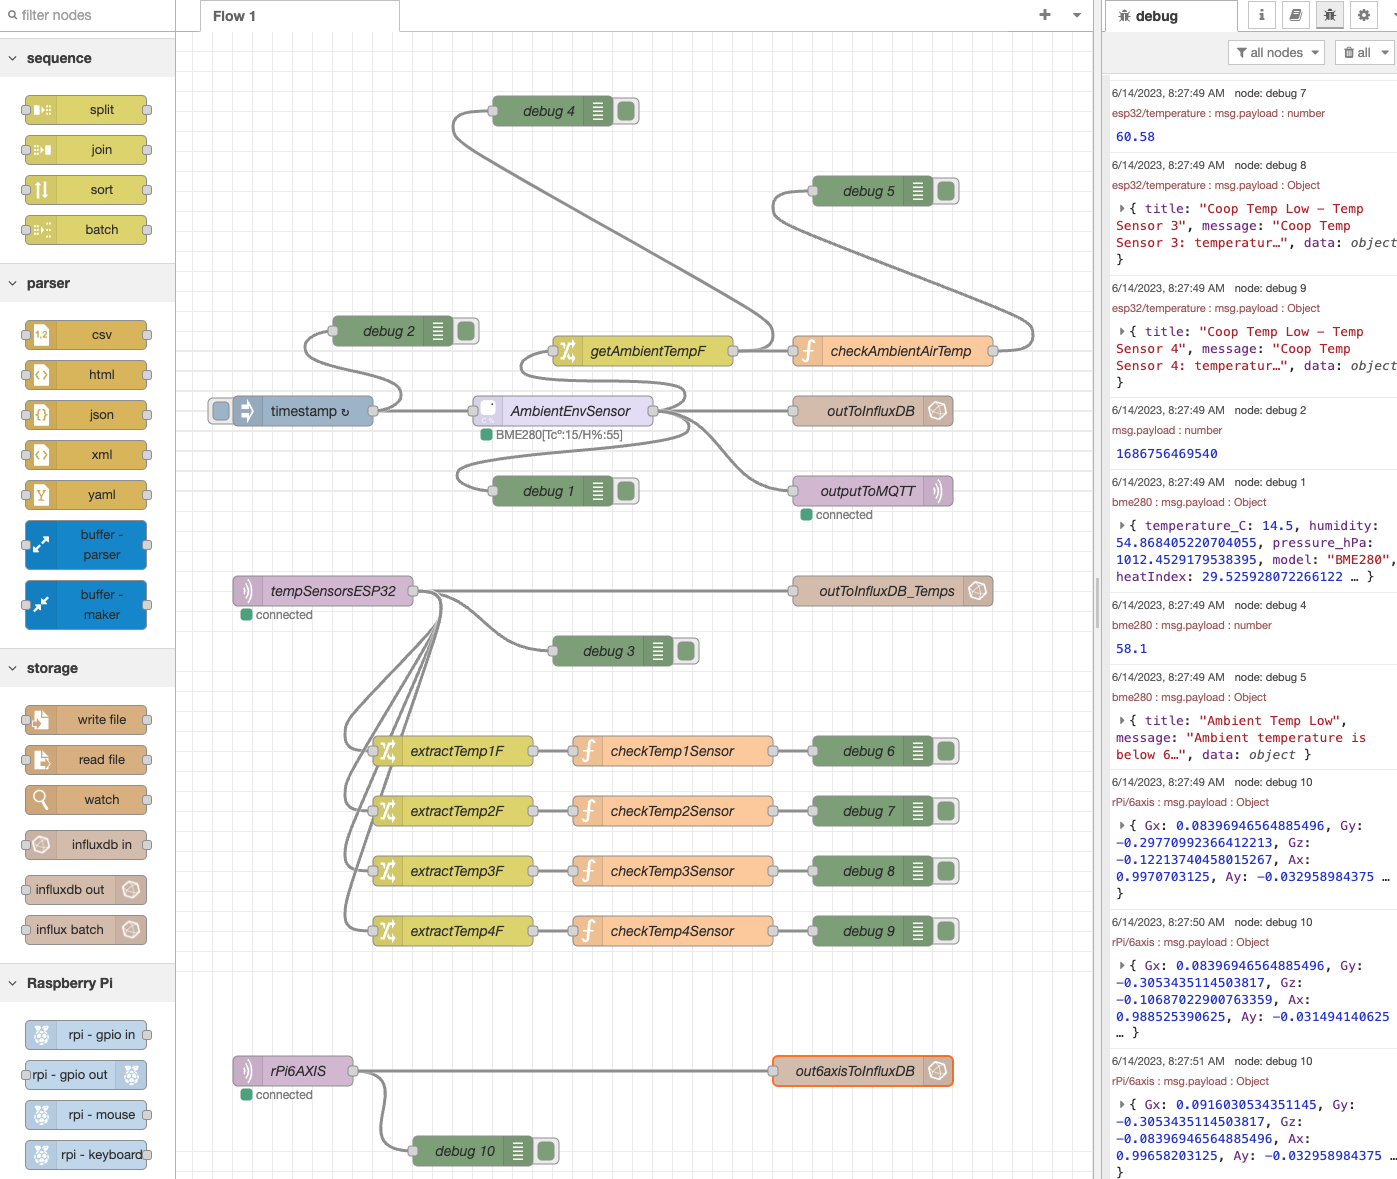 filter nodes
sequence
split
join
sort
batch
parser
csv
html
json
xml
yaml
buffer -
parser
buffer -
maker
storage
write file
read file
watch
influxdb in
influxdb out
influx batch
Raspberry Pi
rpi - gpio in
rpi - gpio out
rpi - mouse
rpi - keyboard
Flow 1
debug 4
debug 5
debug 2
getAmbientTempF
checkAmbientAirTemp
timestamp ↻
AmbientEnvSensor
outToInfluxDB
BME280[Tcº:15/H%:55]
debug 1
outputToMQTT
connected
tempSensorsESP32
outToInfluxDB_Temps
connected
debug 3
extractTemp1F
checkTemp1Sensor
debug 6
extractTemp2F
checkTemp2Sensor
debug 7
extractTemp3F
checkTemp3Sensor
debug 8
extractTemp4F
checkTemp4Sensor
debug 9
rPi6AXIS
out6axisToInfluxDB
connected
debug 10
debug
all nodes
all
6/14/2023, 8:27:49 AM node: debug 7
esp32/temperature : msg.payload : number
60.58
6/14/2023, 8:27:49 AM node: debug 8
esp32/temperature : msg.payload : Object
{ title: "Coop Temp Low – Temp
Sensor 3", message: "Coop Temp
Sensor 3: temperatur…", data: object
}
6/14/2023, 8:27:49 AM node: debug 9
esp32/temperature : msg.payload : Object
{ title: "Coop Temp Low – Temp
Sensor 4", message: "Coop Temp
Sensor 4: temperatur…", data: object
}
6/14/2023, 8:27:49 AM node: debug 2
msg.payload : number
1686756469540
6/14/2023, 8:27:49 AM node: debug 1
bme280 : msg.payload : Object
{ temperature_C: 14.5, humidity:
54.868405220704055, pressure_hPa:
1012.4529179538395, model: "BME280",
heatIndex: 29.525928072266122 … }
6/14/2023, 8:27:49 AM node: debug 4
bme280 : msg.payload : number
58.1
6/14/2023, 8:27:49 AM node: debug 5
bme280 : msg.payload : Object
{ title: "Ambient Temp Low",
message: "Ambient temperature is
below 6…", data: object }
6/14/2023, 8:27:49 AM node: debug 10
rPi/6axis : msg.payload : Object
{ Gx: 0.08396946564885496, Gy:
-0.29770992366412213, Gz:
-0.12213740458015267, Ax:
0.9970703125, Ay: -0.032958984375 …
}
6/14/2023, 8:27:50 AM node: debug 10
rPi/6axis : msg.payload : Object
{ Gx: 0.08396946564885496, Gy:
-0.3053435114503817, Gz:
-0.10687022900763359, Ax:
0.988525390625, Ay: -0.031494140625
… }
6/14/2023, 8:27:51 AM node: debug 10
rPi/6axis : msg.payload : Object
{ Gx: 0.0916030534351145, Gy:
-0.3053435114503817, Gz:
-0.08396946564885496, Ax:
0.99658203125, Ay: -0.032958984375 …
}